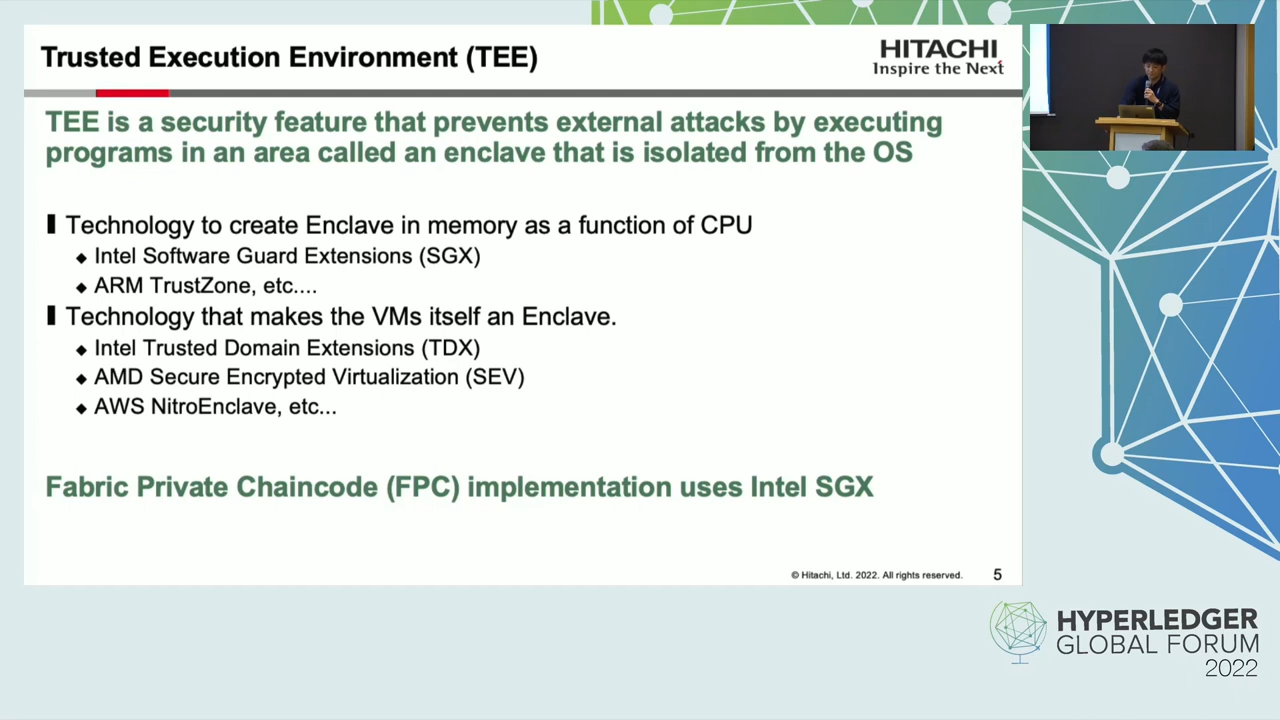 Trusted Execution Environment (TEE)
HITACHI
Inspire the Next
TEE is a security feature that prevents external attacks by executing
programs in an area called an enclave that is isolated from the OS
Technology to create Enclave in memory as a function of CPU
Intel Software Guard Extensions (SGX)
ARM TrustZone, etc....
Technology that makes the VMs itself an Enclave.
Intel Trusted Domain Extensions (TDX)
AMD Secure Encrypted Virtualization (SEV)
AWS NitroEnclave, etc...
Fabric Private Chaincode (FPC) implementation uses Intel SGX
© Hitachi, Ltd. 2022. All rights reserved.
5
HYPERLEDGER
GLOBAL FORUM
2022